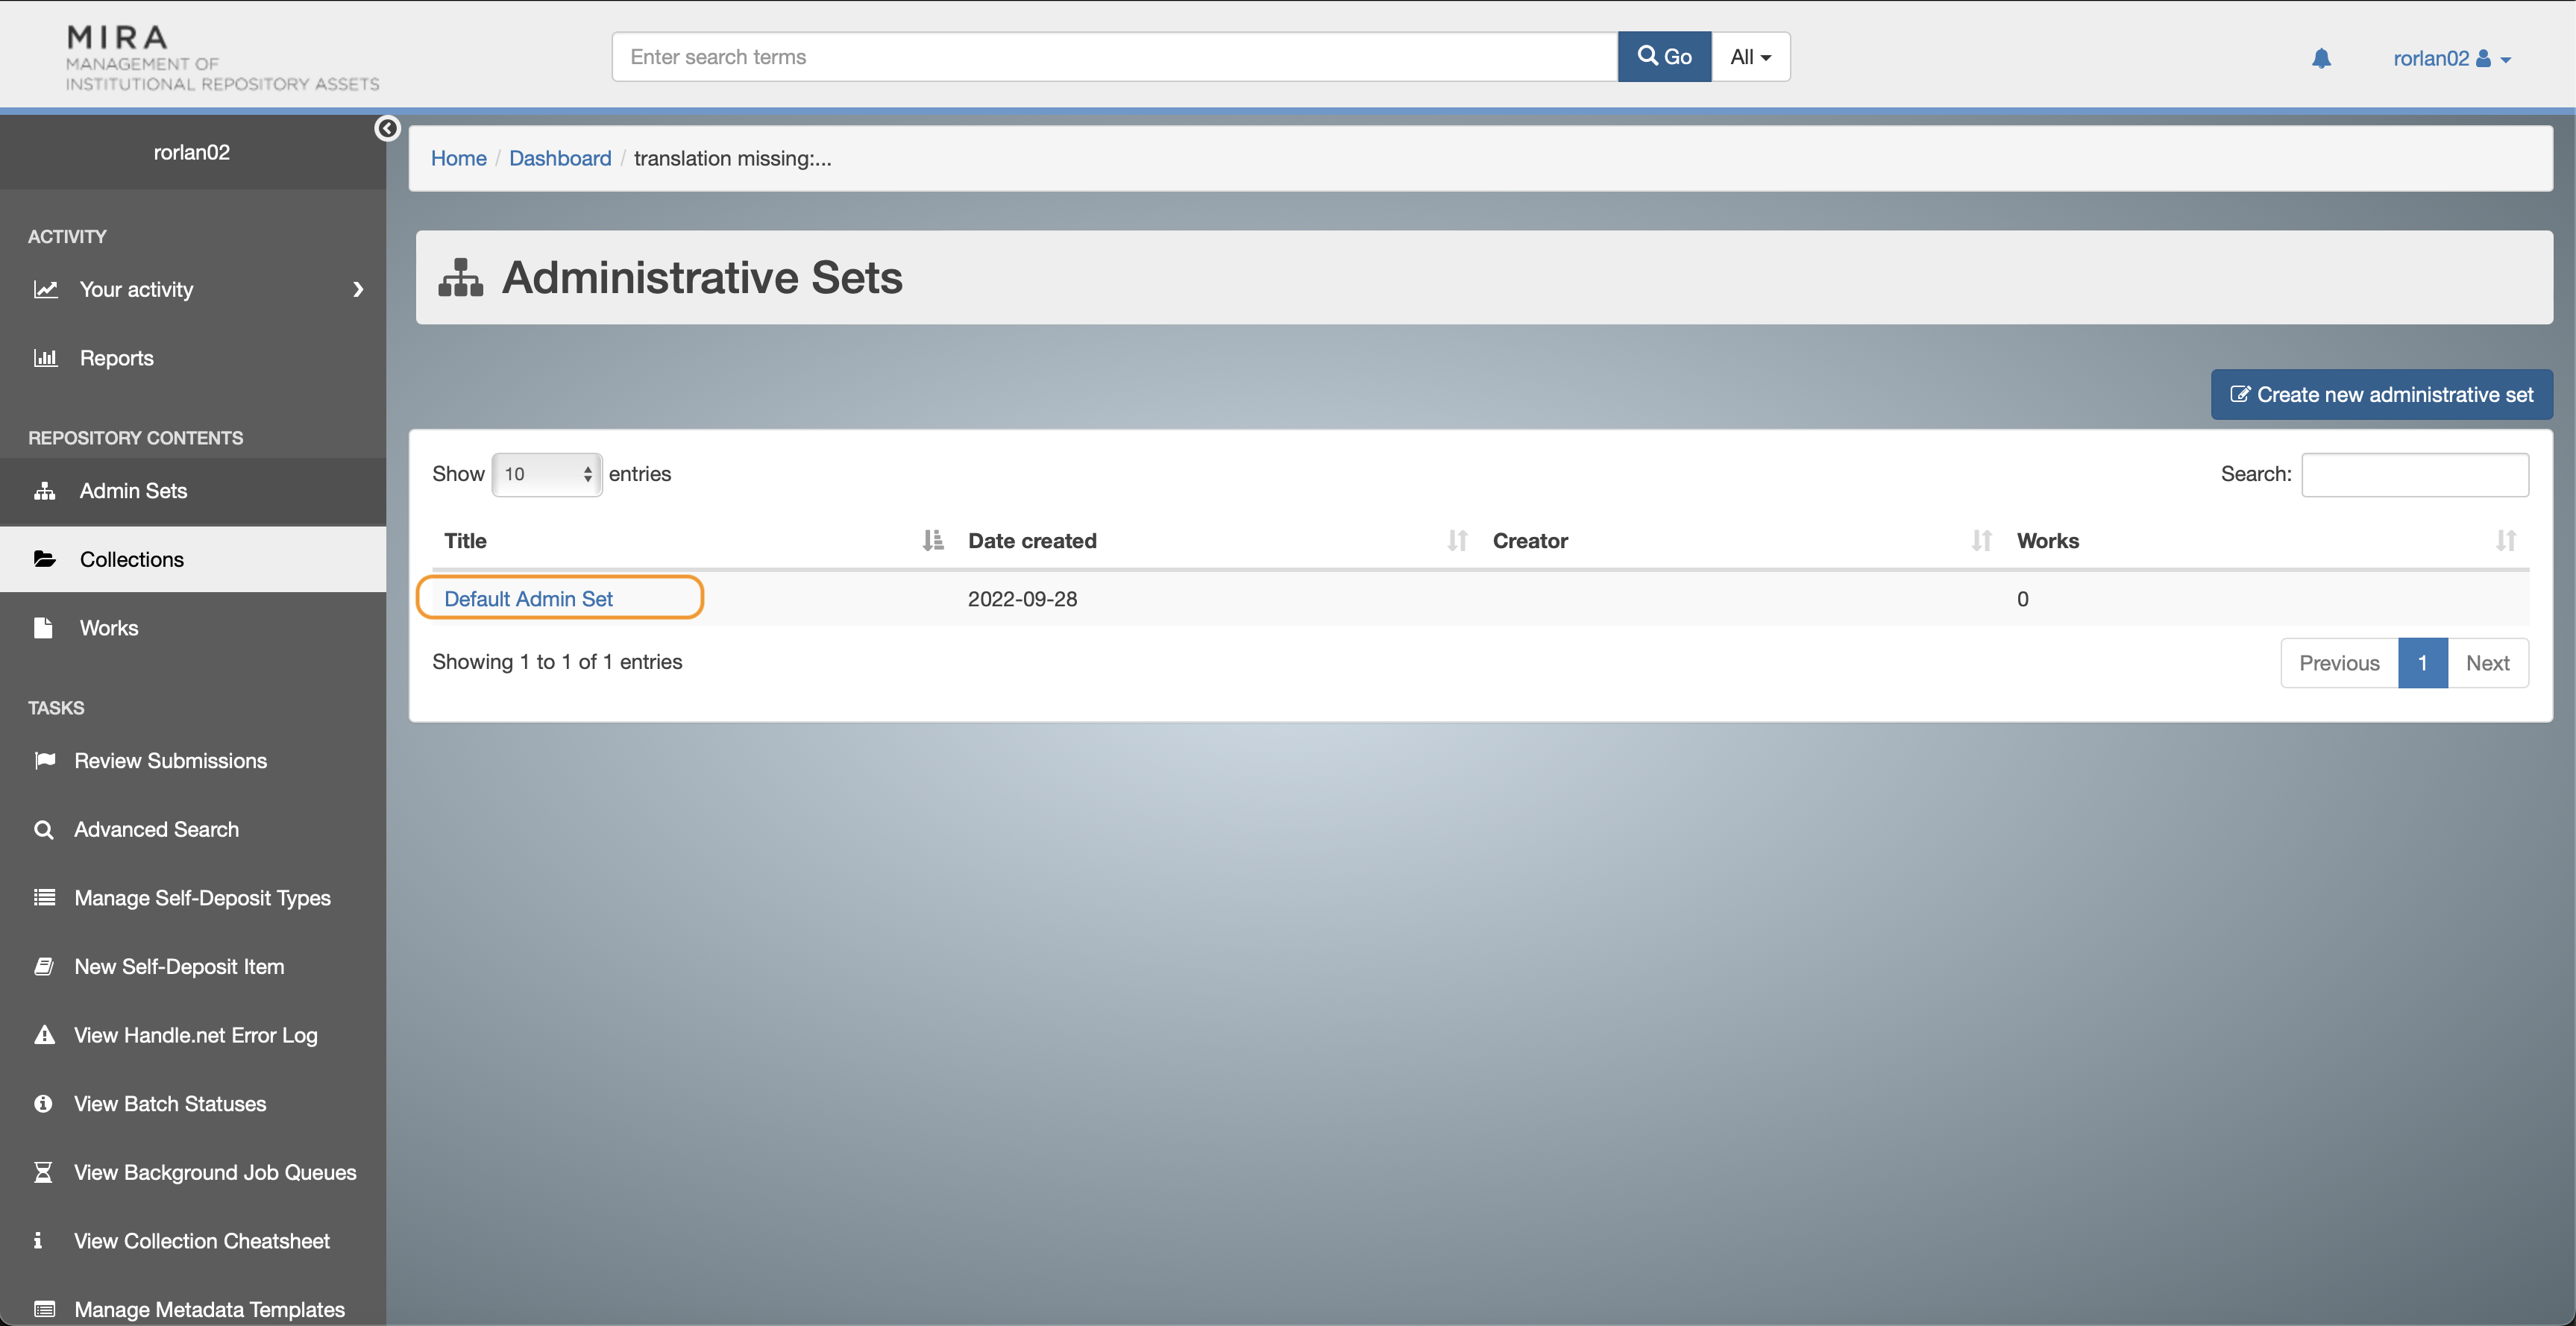 MIRA
MANAGEMENT OF
INSTITUTIONAL REPOSITORY ASSETS
Enter search terms
Go
All
rorlan02
rorlan02
Home / Dashboard / translation missing:...
ACTIVITY
Your activity
Reports
REPOSITORY CONTENTS
Admin Sets
Collections
Works
TASKS
Review Submissions
Advanced Search
Manage Self-Deposit Types
New Self-Deposit Item
View Handle.net Error Log
View Batch Statuses
View Background Job Queues
View Collection Cheatsheet
Manage Metadata Templates
Administrative Sets
Create new administrative set
Show 10 entries
Search:
Title Date created Creator Works
Default Admin Set 2022-09-28 0
Showing 1 to 1 of 1 entries
Previous 1 Next